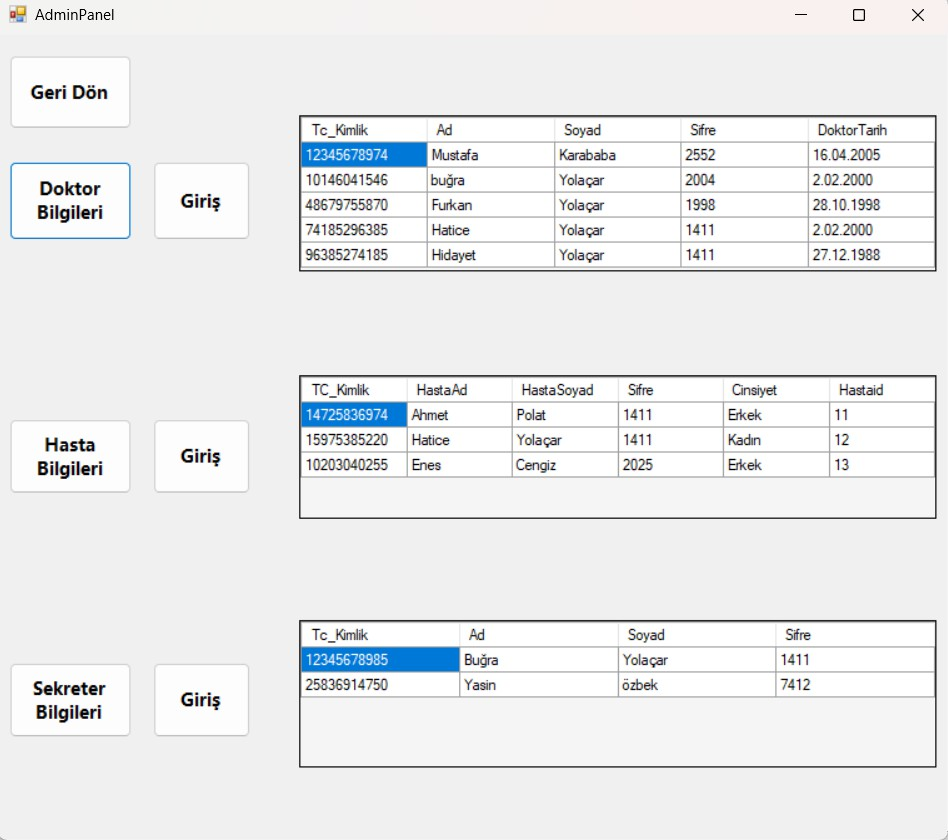 AdminPanel
Geri Dön
Doktor
Bilgileri
Giriş
Tc_Kimlik Ad Soyad Sifre DoktorTarih
12345678974 Mustafa Karababa 2552 16.04.2005
10146041546 buğra Yolaçar 2004 2.02.2000
48679755870 Furkan Yolaçar 1998 28.10.1998
74185296385 Hatice Yolaçar 1411 2.02.2000
96385274185 Hidayet Yolaçar 1411 27.12.1988
Hasta
Bilgileri
Giriş
TC_Kimlik HastaAd HastaSoyad Sifre Cinsiyet Hastaid
14725836974 Ahmet Polat 1411 Erkek 11
15975385220 Hatice Yolaçar 1411 Kadın 12
10203040255 Enes Cengiz 2025 Erkek 13
Sekreter
Bilgileri
Giriş
Tc_Kimlik Ad Soyad Sifre
12345678985 Buğra Yolaçar 1411
25836914750 Yasin özbek 7412